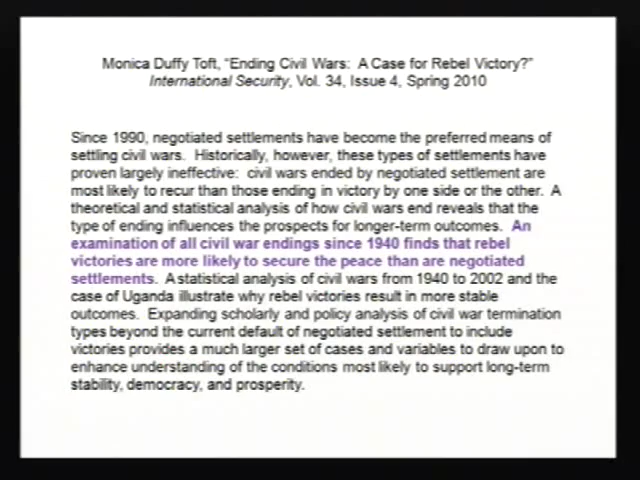 Monica Duffy Toft, "Ending Civil Wars: A Case for Rebel Victory?"
International Security, Vol. 34, Issue 4, Spring 2010
Since 1990, negotiated settlements have become the preferred means of
settling civil wars. Historically, however, these types of settlements have
proven largely ineffective: civil wars ended by negotiated settlement are
most likely to recur than those ending in victory by one side or the other. A
theoretical and statistical analysis of how civil wars end reveals that the
type of ending influences the prospects for longer-term outcomes. An
examination of all civil war endings since 1940 finds that rebel
victories are more likely to secure the peace than are negotiated
settlements. A statistical analysis of civil wars from 1940 to 2002 and the
case of Uganda illustrate why rebel victories result in more stable
outcomes. Expanding scholarly and policy analysis of civil war termination
types beyond the current default of negotiated settlement to include
victories provides a much larger set of cases and variables to draw upon to
enhance understanding of the conditions most likely to support long-term
stability, democracy, and prosperity.